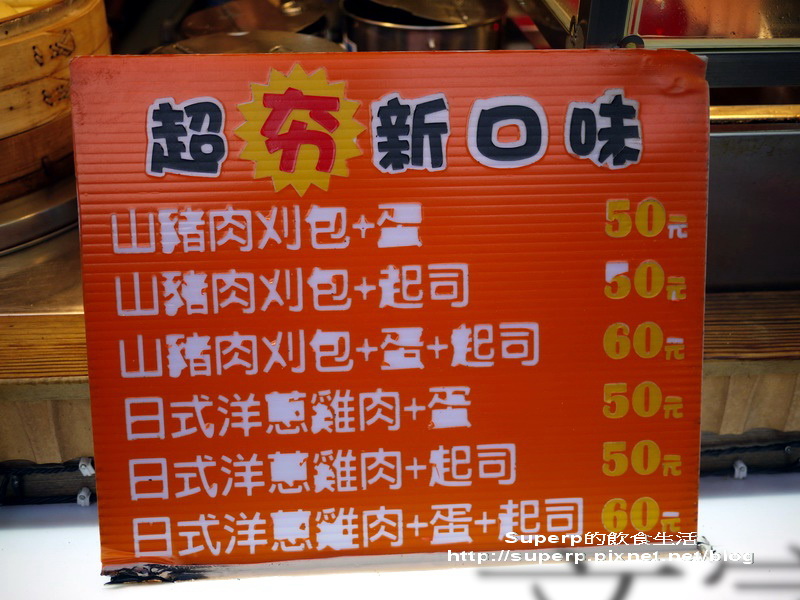 超夯新口味
山豬肉刈包+蛋 50元
山豬肉刈包+起司 50元
山豬肉刈包+蛋+起司 60元
日式洋蔥雞肉+蛋 50元
日式洋蔥雞肉+起司 50元
日式洋蔥雞肉+蛋+起司 60元
Superp的飲食生活
http://superp.pixnet.net/blog